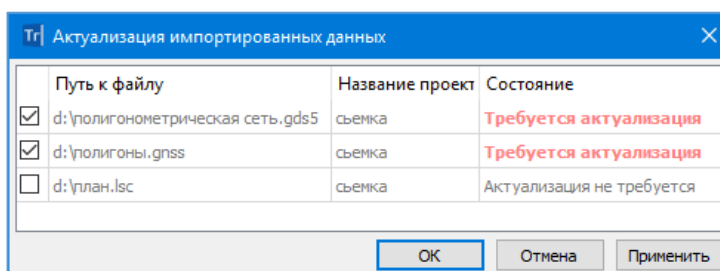 Tr Актуализация импортированных данных
Путь к файлу Название проект Состояние
d:\полигонометрическая сеть.gds5 сьемка Требуется актуализация
d:\полигоны.gnss сьемка Требуется актуализация
d:\план.lsc сьемка Актуализация не требуется
ОК Отмена Применить